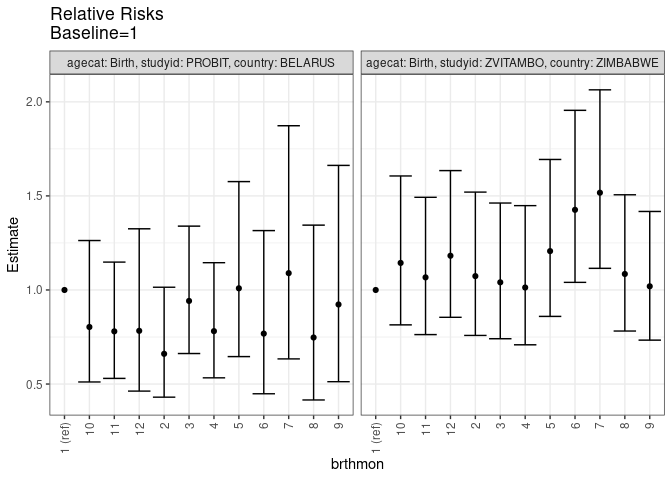 Relative Risks
Baseline=1
agecat: Birth, studyid: PROBIT, country: BELARUS
agecat: Birth, studyid: ZVITAMBO, country: ZIMBABWE
Estimate
2.0
1.5
1.0
0.5
1 (ref) 10 11 12 2 3 4 5 6 7 8 9
1 (ref) 10 11 12 2 3 4 5 6 7 8 9
brthmon